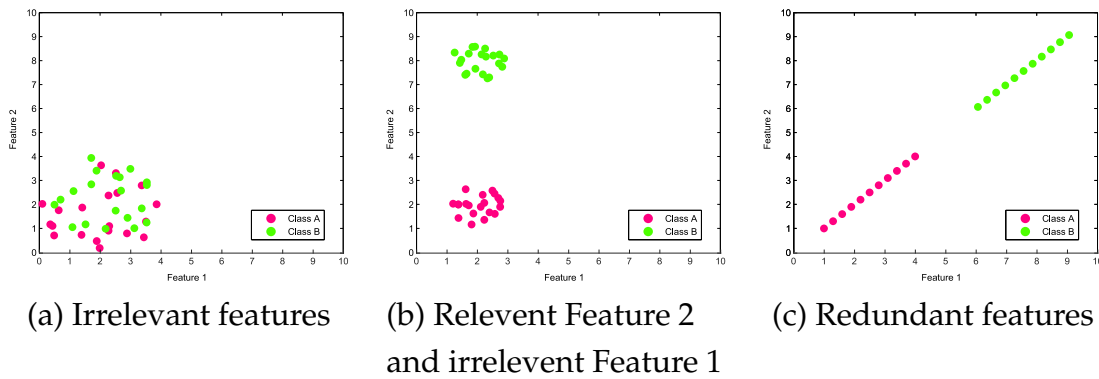 10
9
8
7
6
5
4
3
2
1
0
Feature 2
0 1 2 3 4 5 6 7 8 9 10
Feature 1
Class A
Class B
(a) Irrelevant features
10
9
8
7
6
5
4
3
2
1
0
Feature 2
0 1 2 3 4 5 6 7 8 9 10
Feature 1
Class A
Class B
(b) Relevent Feature 2
and irrelevent Feature 1
10
9
8
7
6
5
4
3
2
1
0
Feature 2
0 1 2 3 4 5 6 7 8 9 10
Feature 1
Class A
Class B
(c) Redundant features